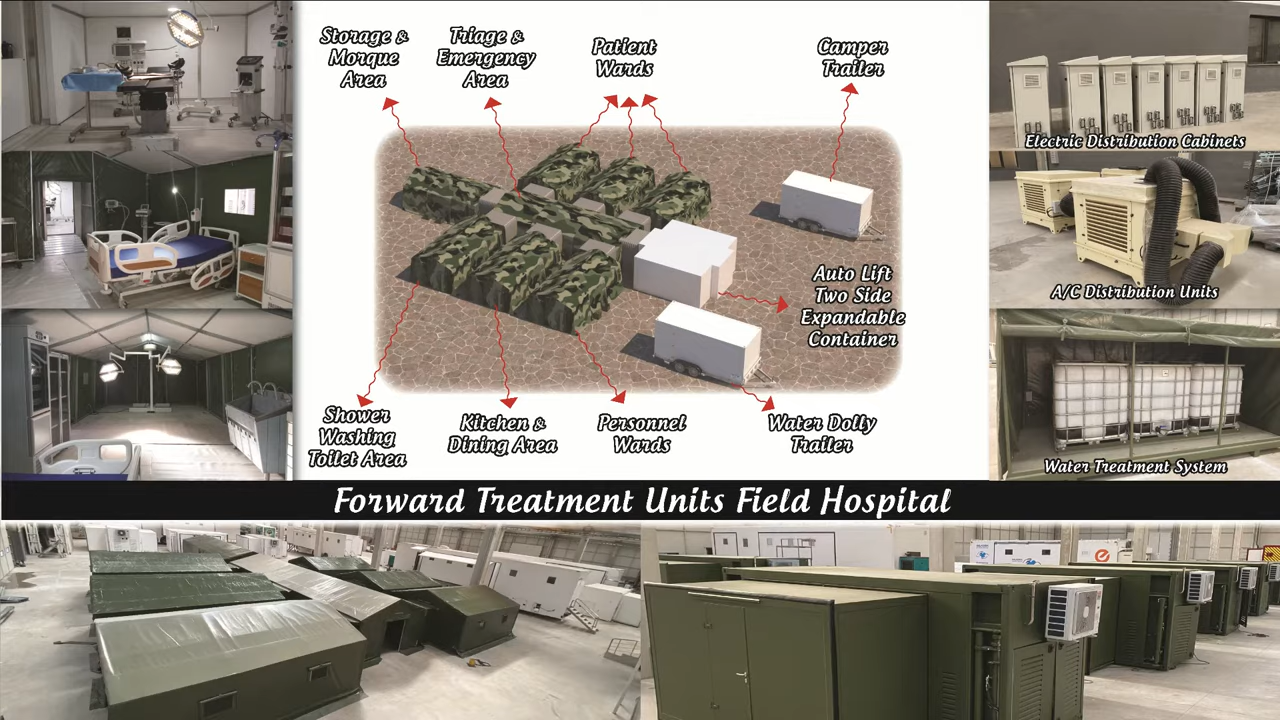 Storage &
Morque
Area
Triage &
Emergency
Area
Patient
Wards
Camper
Trailer
Electric Distribution Cabinets
A/C Distribution Units
Auto Lift
Two Side
Expandable
Container
Shower
Washing
Toilet Area
Kitchen &
Dining Area
Personnel
Wards
Water Dolly
Trailer
Water Treatment System
Forward Treatment Units Field Hospital